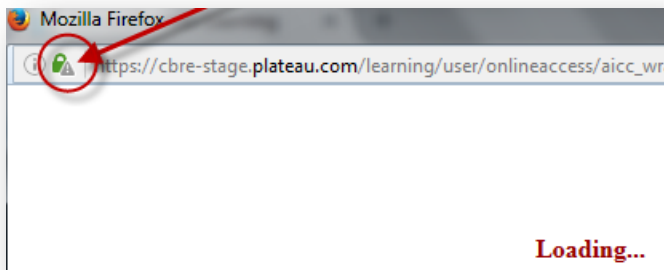 Mozilla Firefox
https://cbre-stage.plateau.com/learning/user/onlineaccess/aicc_wr
Loading...